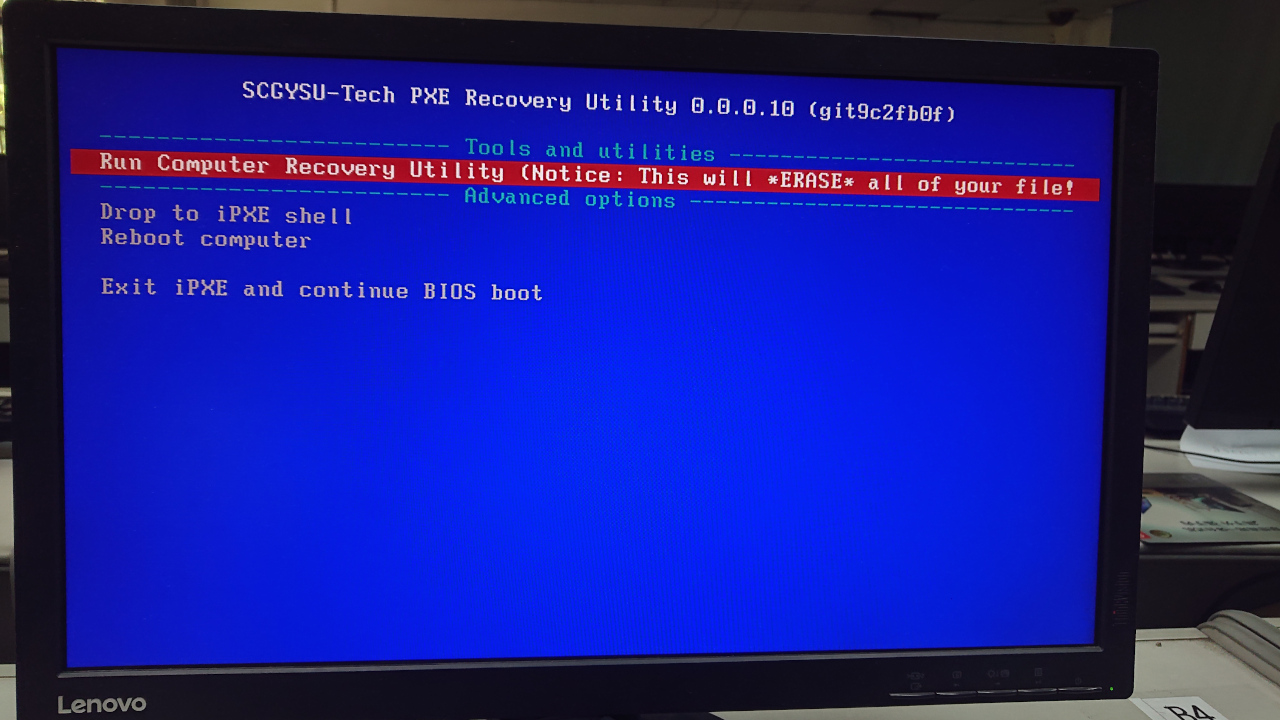 SCGYSU-Tech PXE Recovery Utility 0.0.0.10 (git9c2fb0f)
------------------------- Tools and utilities -------------------------
Run Computer Recovery Utility (Notice: This will *ERASE* all of your file!
------------------------- Advanced options ---------------------------
Drop to iPXE shell
Reboot computer
Exit iPXE and continue BIOS boot
Lenovo